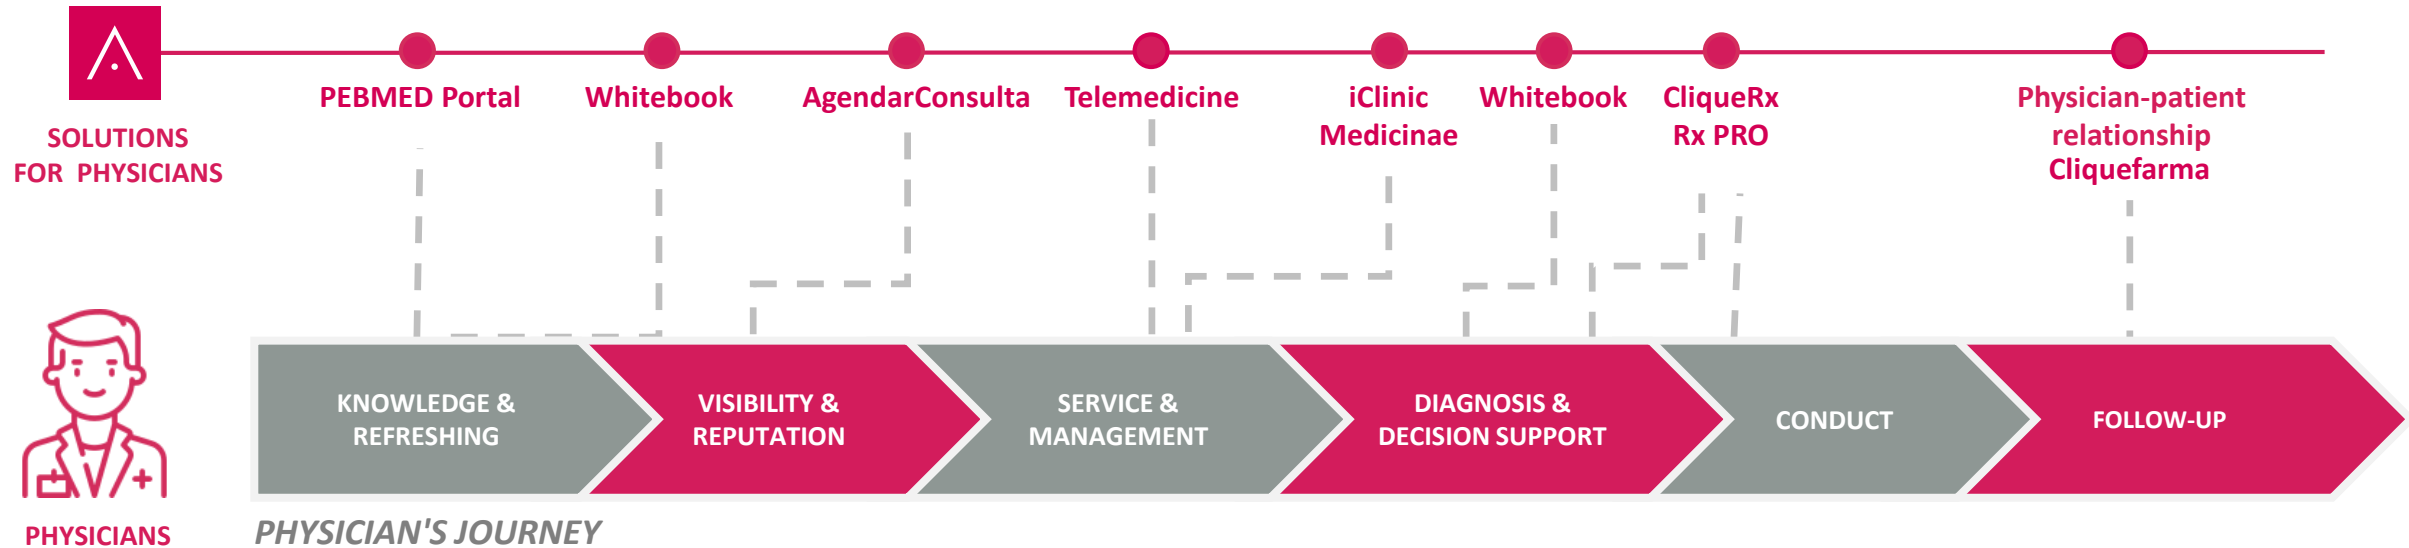 SOLUTIONS
FOR PHYSICIANS
PEBMED Portal
Whitebook
AgendarConsulta
Telemedicine
iClinic
Medicinae
Whitebook
CliqueRx
Rx PRO
Physician-patient
relationship
Cliquefarma
PHYSICIANS
KNOWLEDGE &
REFRESHING
VISIBILITY &
REPUTATION
SERVICE &
MANAGEMENT
DIAGNOSIS &
DECISION SUPPORT
CONDUCT
FOLLOW-UP
PHYSICIAN'S JOURNEY